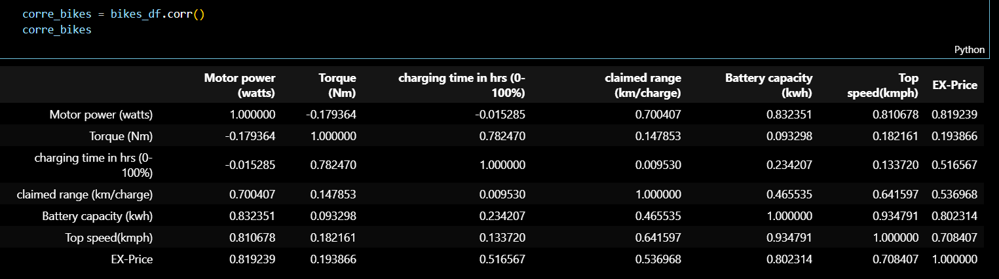 corre_bikes = bikes_df.corr()
corre_bikes
Python
Motor power (watts) Torque (Nm) charging time in hrs (0-100%) claimed range (km/charge) Battery capacity (kwh) Top speed(kmph) EX-Price
Motor power (watts) 1.000000 -0.179364 -0.015285 0.700407 0.832351 0.810678 0.819239
Torque (Nm) -0.179364 1.000000 0.782470 0.147853 0.093298 0.182161 0.193866
charging time in hrs (0-100%) -0.015285 0.782470 1.000000 0.009530 0.234207 0.133720 0.516567
claimed range (km/charge) 0.700407 0.147853 0.009530 1.000000 0.465535 0.641597 0.536968
Battery capacity (kwh) 0.832351 0.093298 0.234207 0.465535 1.000000 0.934791 0.802314
Top speed(kmph) 0.810678 0.182161 0.133720 0.641597 0.934791 1.000000 0.708407
EX-Price 0.819239 0.193866 0.516567 0.536968 0.802314 0.708407 1.000000